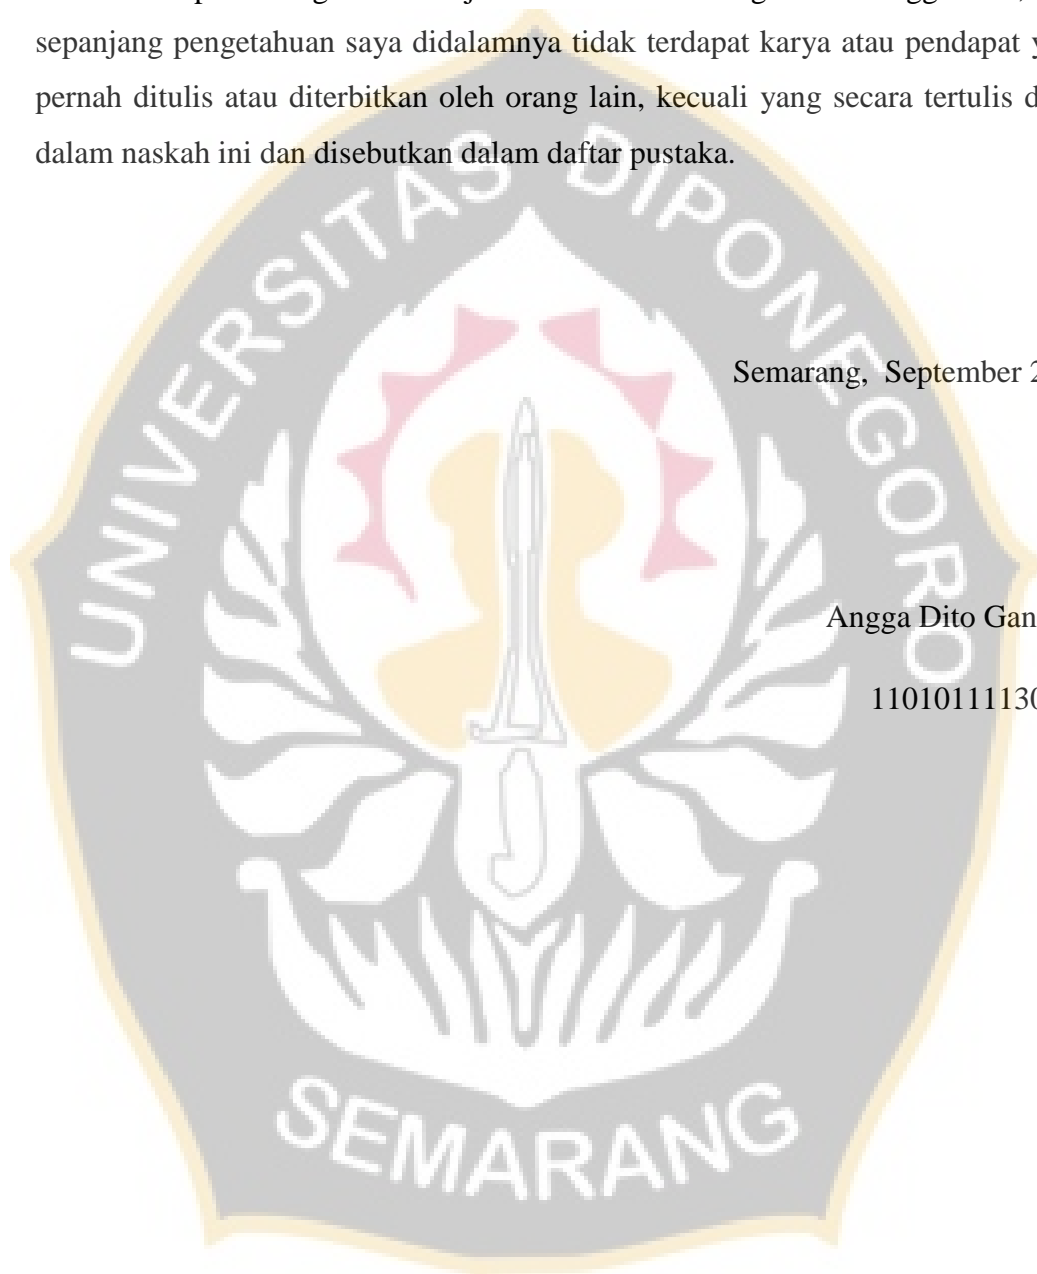 sepanjang pengetahuan saya didalamnya tidak terdapat karya atau pendapat
pernah ditulis atau diterbitkan oleh orang lain, kecuali yang secara tertulis
dalam naskah ini dan disebutkan dalam daftar pustaka.
UNIVERSITAS DIPONEGORO
Semarang, September
Angga Dito
SEMARANG